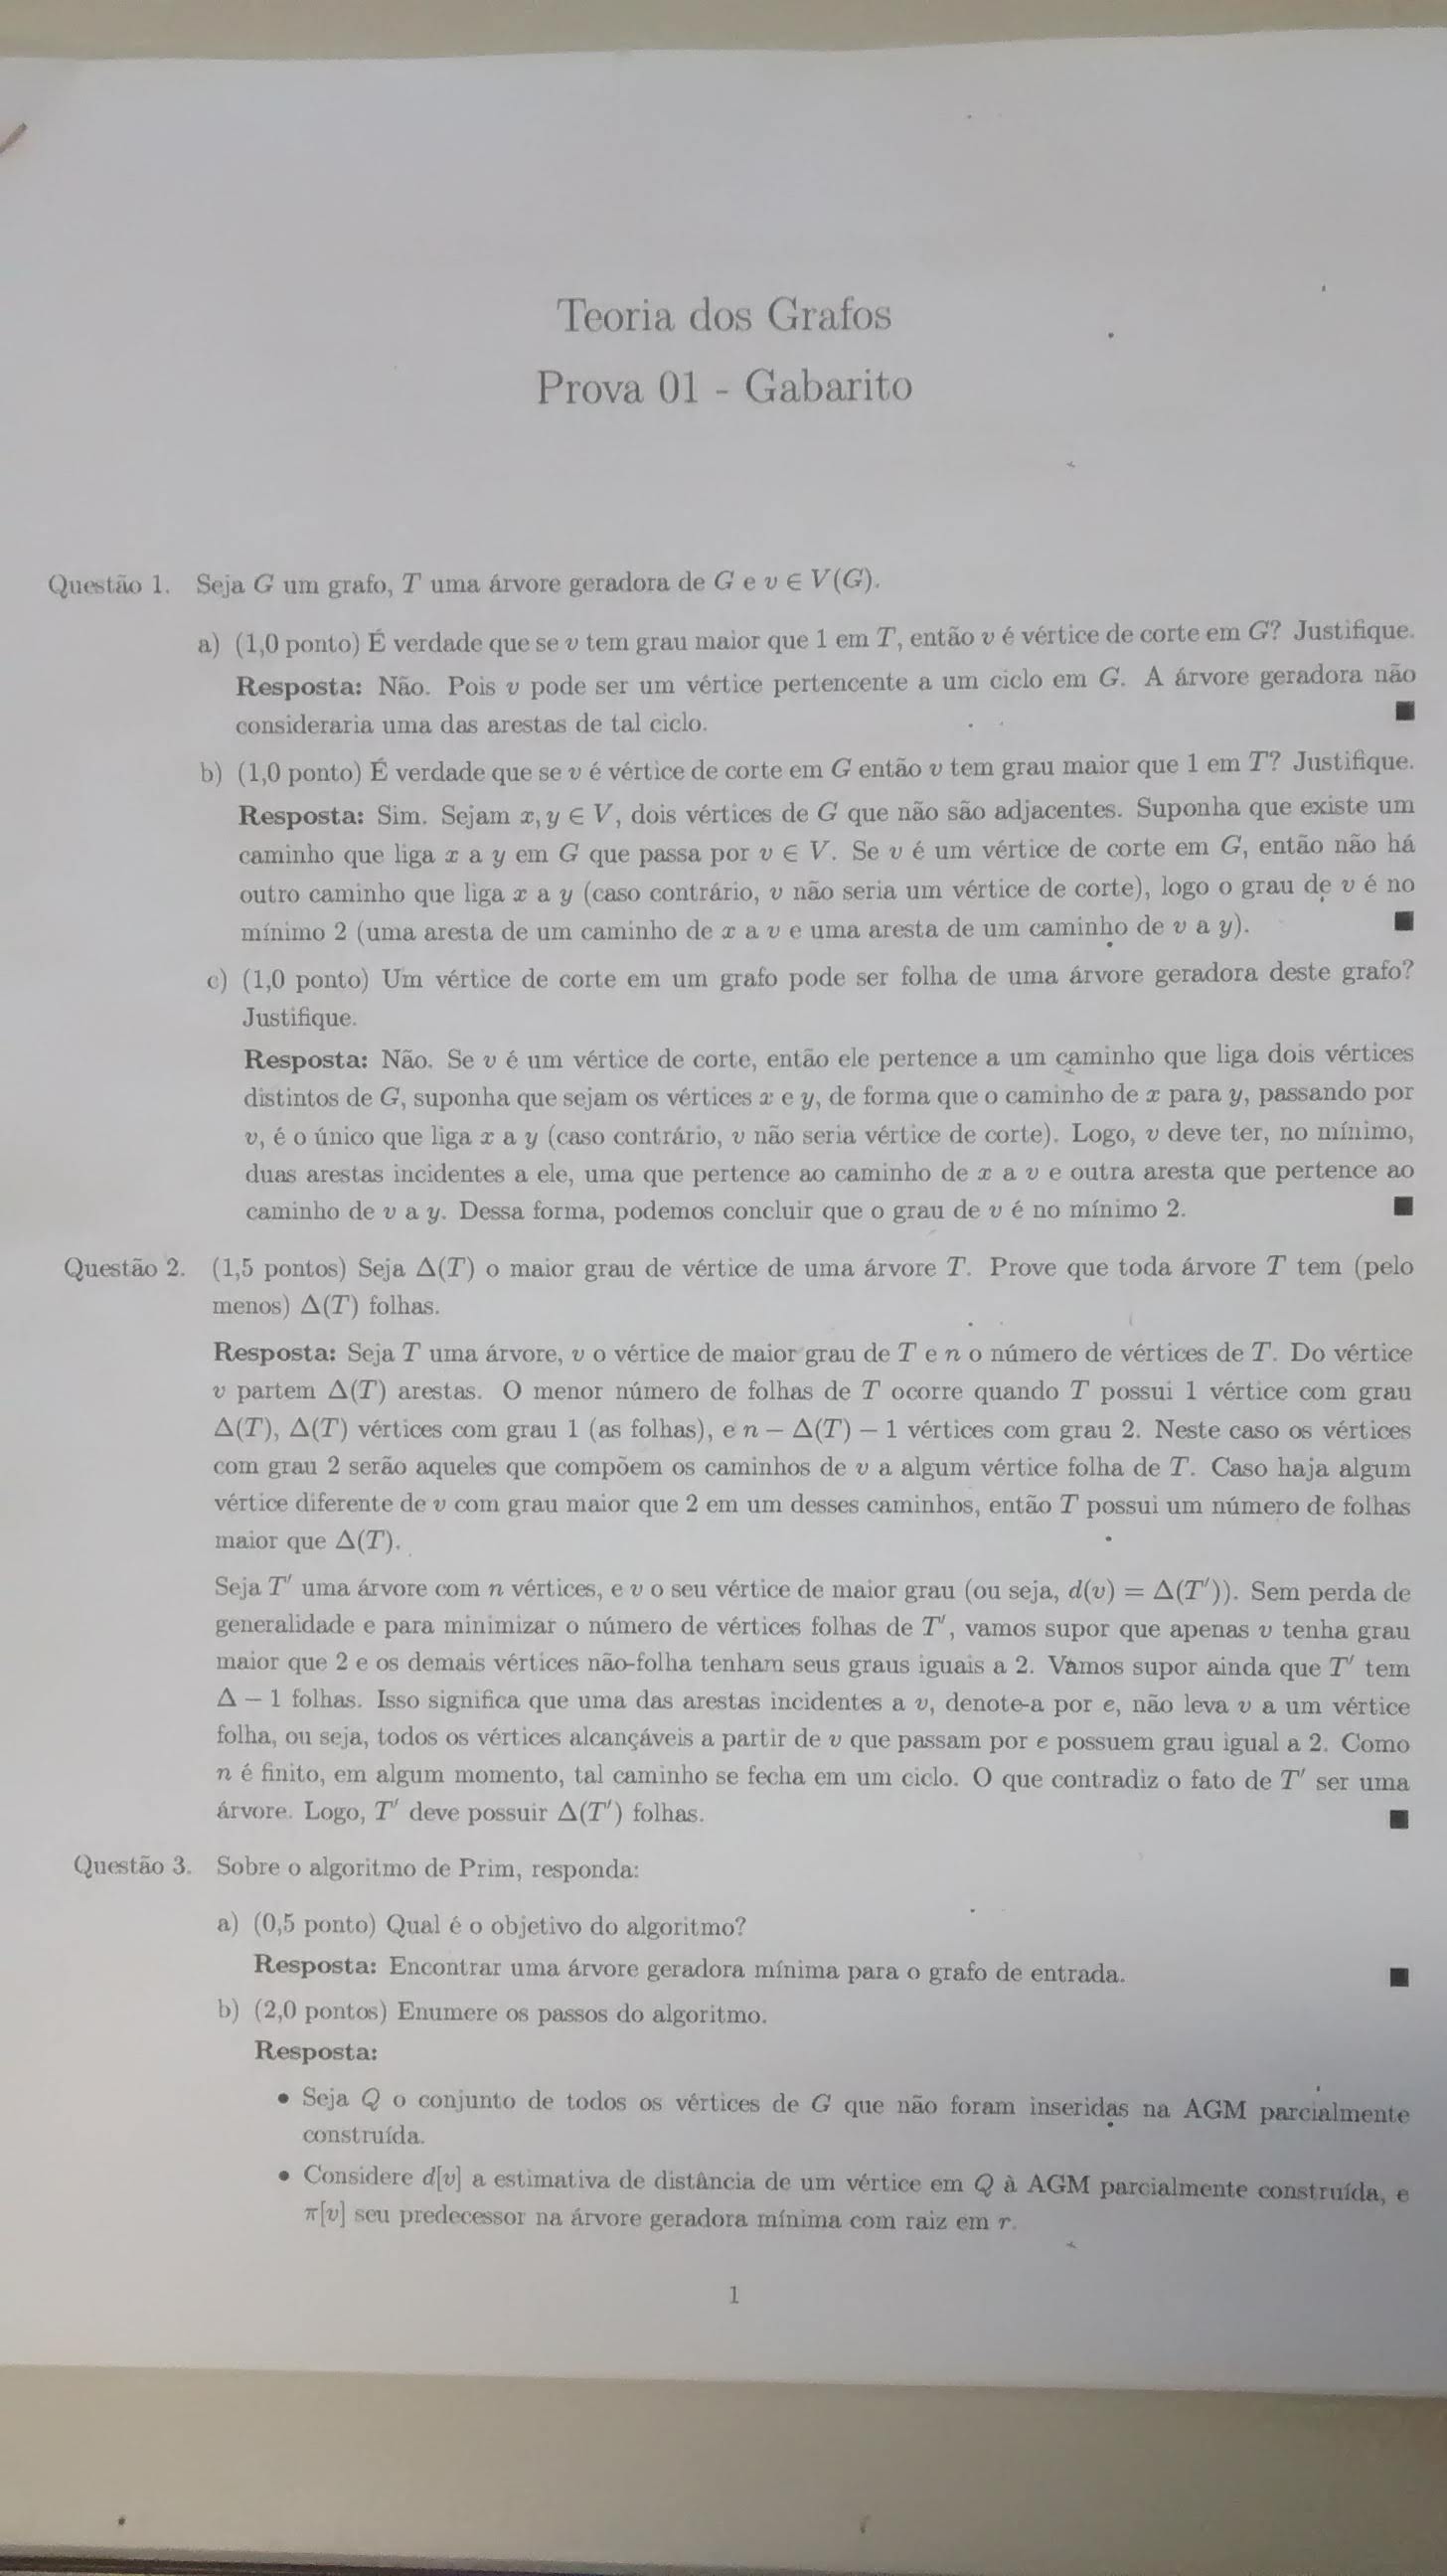 Teoria dos Grafos
Prova 01 - Gabarito
Questão 1. Seja G um grafo, T uma árvore geradora de G e v ∈ V(G).
a) (1,0 ponto) É verdade que se v tem grau maior que 1 em T, então v é vértice de corte em G? Justifique.
Resposta: Não. Pois v pode ser um vértice pertencente a um ciclo em G. A árvore geradora não
consideraria uma das arestas de tal ciclo. ■
b) (1,0 ponto) É verdade que se v é vértice de corte em G então v tem grau maior que 1 em T? Justifique.
Resposta: Sim. Sejam x, y ∈ V, dois vértices de G que não são adjacentes. Suponha que existe um
caminho que liga x a y em G que passa por v ∈ V. Se v é um vértice de corte em G, então não há
outro caminho que liga x a y (caso contrário, v não seria um vértice de corte), logo o grau de v é no
mínimo 2 (uma aresta de um caminho de x a v e uma aresta de um caminho de v a y). ■
c) (1,0 ponto) Um vértice de corte em um grafo pode ser folha de uma árvore geradora deste grafo?
Justifique.
Resposta: Não. Se v é um vértice de corte, então ele pertence a um caminho que liga dois vértices
distintos de G, suponha que sejam os vértices x e y, de forma que o caminho de x para y, passando por
v, é o único que liga x a y (caso contrário, v não seria vértice de corte). Logo, v deve ter, no mínimo,
duas arestas incidentes a ele, uma que pertence ao caminho de x a v e outra aresta que pertence ao
caminho de v a y. Dessa forma, podemos concluir que o grau de v é no mínimo 2. ■
Questão 2. (1,5 pontos) Seja Δ(T) o maior grau de vértice de uma árvore T. Prove que toda árvore T tem (pelo
menos) Δ(T) folhas.
Resposta: Seja T uma árvore, v o vértice de maior grau de T e n o número de vértices de T. Do vértice
v partem Δ(T) arestas. O menor número de folhas de T ocorre quando T possui 1 vértice com grau
Δ(T), Δ(T) vértices com grau 1 (as folhas), e n − Δ(T) − 1 vértices com grau 2. Neste caso os vértices
com grau 2 serão aqueles que compõem os caminhos de v a algum vértice folha de T. Caso haja algum
vértice diferente de v com grau maior que 2 em um desses caminhos, então T possui um número de folhas
maior que Δ(T).
Seja T′ uma árvore com n vértices, e v o seu vértice de maior grau (ou seja, d(v) = Δ(T′)). Sem perda de
generalidade e para minimizar o número de vértices folhas de T′, vamos supor que apenas v tenha grau
maior que 2 e os demais vértices não-folha tenham seus graus iguais a 2. Vamos supor ainda que T′ tem
Δ − 1 folhas. Isso significa que uma das arestas incidentes a v, denote-a por e, não leva v a um vértice
folha, ou seja, todos os vértices alcançáveis a partir de v que passam por e possuem grau igual a 2. Como
n é finito, em algum momento, tal caminho se fecha em um ciclo. O que contradiz o fato de T′ ser uma
árvore. Logo, T′ deve possuir Δ(T′) folhas. ■
Questão 3. Sobre o algoritmo de Prim, responda:
a) (0,5 ponto) Qual é o objetivo do algoritmo?
Resposta: Encontrar uma árvore geradora mínima para o grafo de entrada. ■
b) (2,0 pontos) Enumere os passos do algoritmo.
Resposta:
• Seja Q o conjunto de todos os vértices de G que não foram inseridas na AGM parcialmente
construída.
• Considere d[v] a estimativa de distância de um vértice em Q à AGM parcialmente construída, e
π[v] seu predecessor na árvore geradora mínima com raiz em r.
1